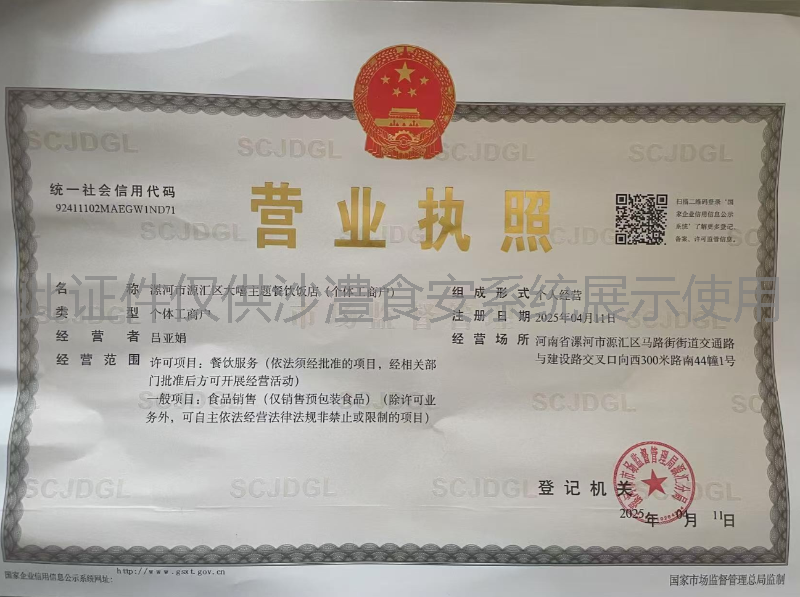 SCJDGL SCJDGL SCJDGL SCJDGL
统一社会信用代码
92411102MAEGW1ND71
营业执照
扫描二维码登录"国
家企业信用信息公示
系统"了解更多登记、
备案、许可监管信息。
此证件仅供沙澧食安系统展示使用
名称 漯河市源汇区大嘻主题餐饮饭店(个体工商户)
类型 个体工商户
经营者 吕亚娟
经营范围 许可项目:餐饮服务(依法须经批准的项目,经相关部
门批准后方可开展经营活动)
一般项目:食品销售(仅销售预包装食品)(除许可业
务外,可自主依法经营法律法规非禁止或限制的项目)
组成形式 个人经营
注册日期 2025年04月11日
经营场所 河南省漯河市源汇区马路街街道交通路
与建设路交叉口向西300米路南44幢1号
SCJDGL SCJDGL SCJDGL
登记机关
2025年 04月 11日
国家企业信用信息公示系统网址:http://www.gsxt.gov.cn
国家市场监督管理总局监制